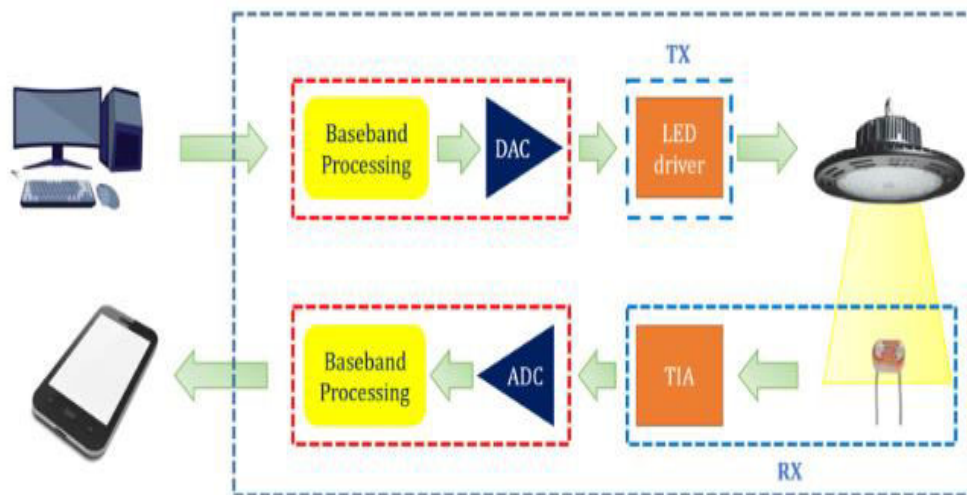 TX
Baseband
Processing
DAC
LED
driver
Baseband
Processing
ADC
TIA
RX